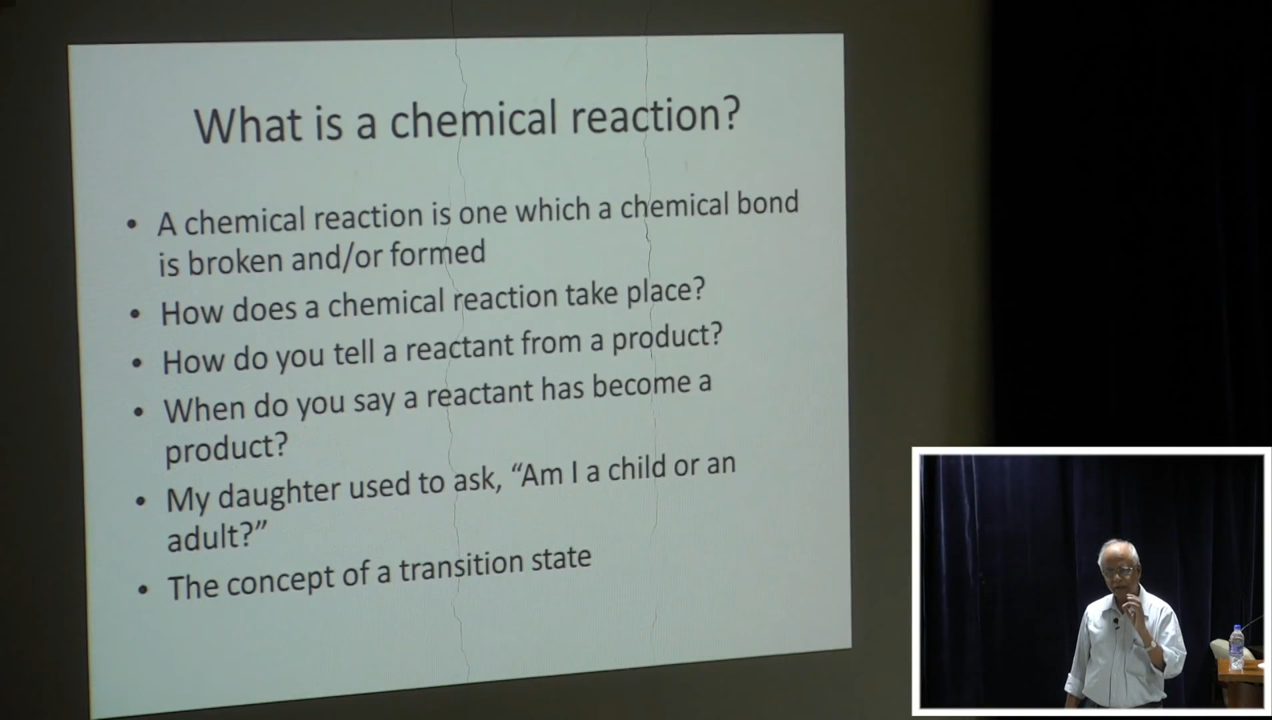 What is a chemical reaction?
• A chemical reaction is one which a chemical bond
is broken and/or formed
• How does a chemical reaction take place?
• How do you tell a reactant from a product?
• When do you say a reactant has become a
product?
• My daughter used to ask, “Am I a child or an
adult?”
• The concept of a transition state